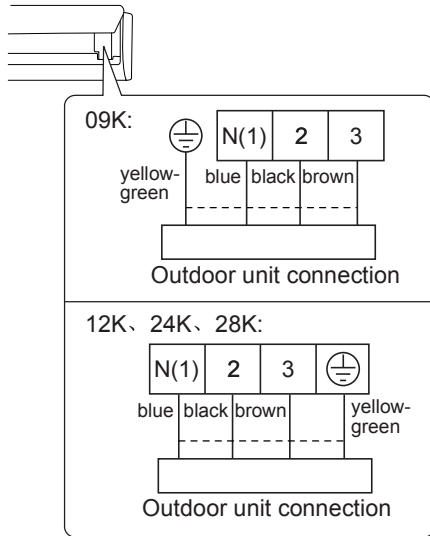 09K:
N(1) 2 3
yellow-
green
blue black brown
Outdoor unit connection
12K、24K、28K:
N(1) 2 3
blue black brown
yellow-
green
Outdoor unit connection